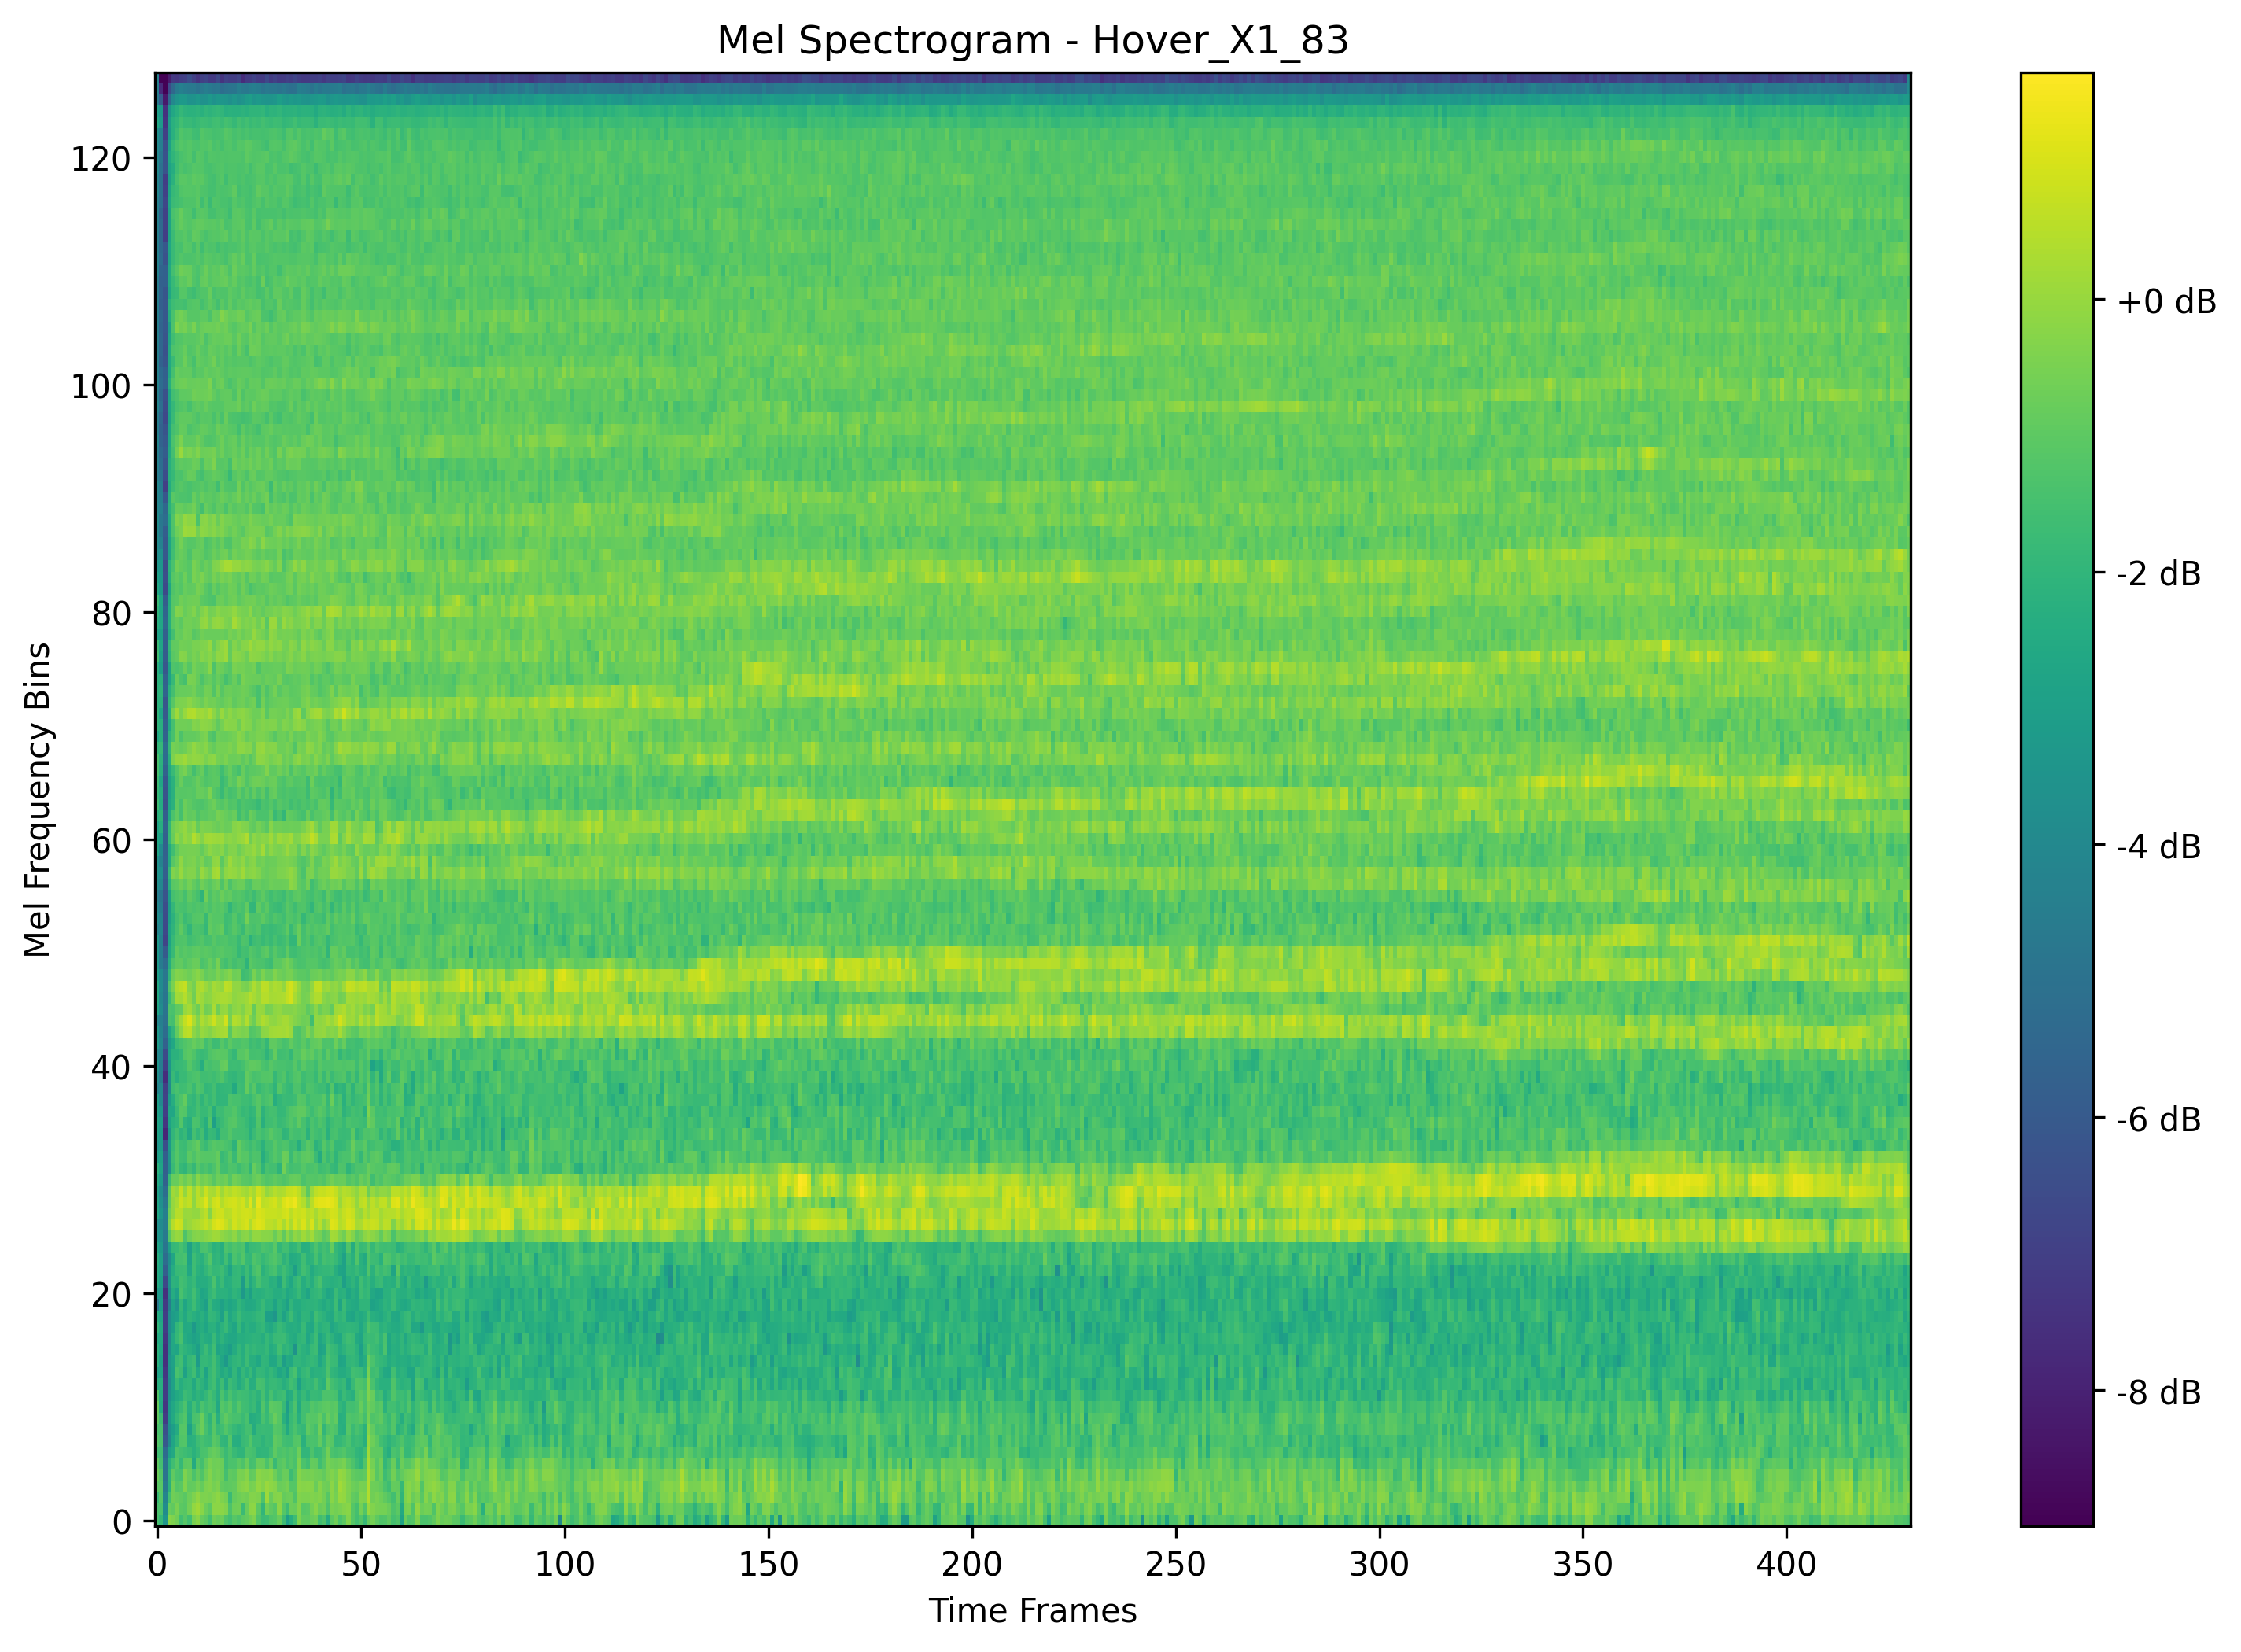 Mel Spectrogram - Hover_X1_83
Mel Frequency Bins
120
100
80
60
40
20
0
0 50 100 150 200 250 300 350 400
Time Frames
+0 dB
-2 dB
-4 dB
-6 dB
-8 dB